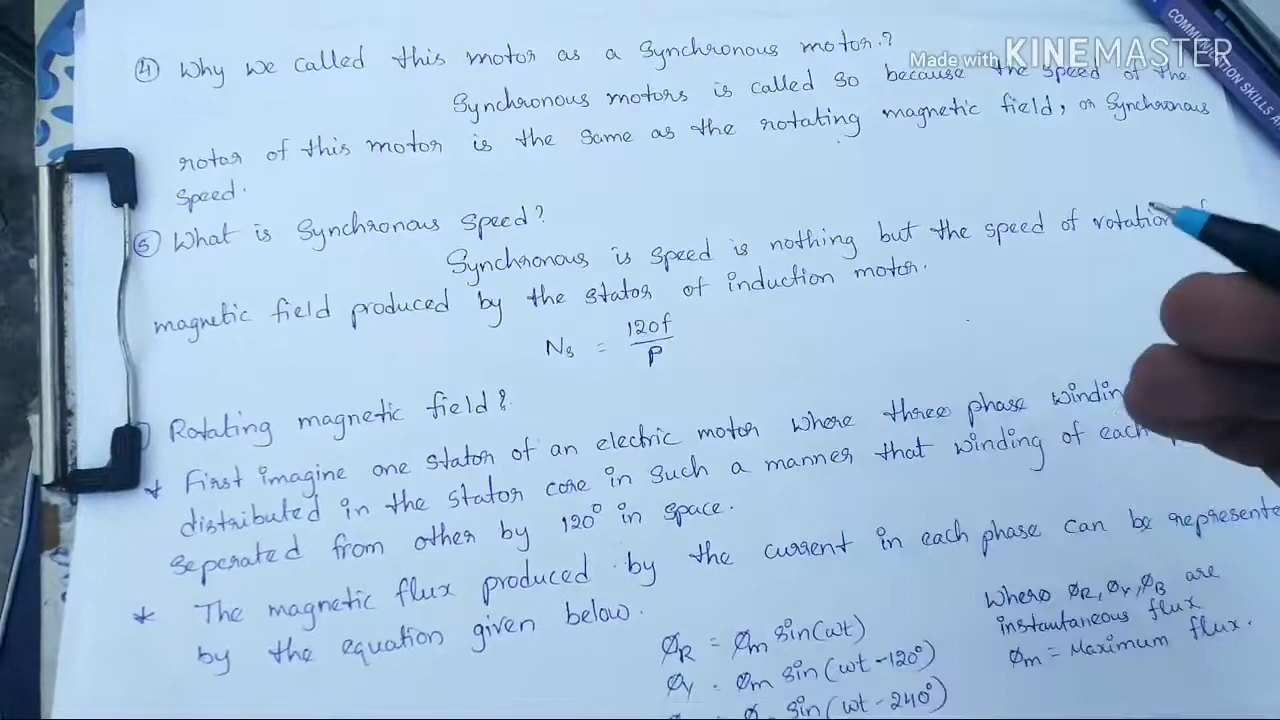 ④ Why we called this motor as a Synchronous motor.?
Made with KINEMASTER
COMMUNICATION SKILLS
Synchronous motors is called so because the speed of the
rotor of this motor is the same as the rotating magnetic field, or Synchronous
Speed.
⑤ What is Synchronous Speed?
Synchronous is speed is nothing but the speed of rotation
magnetic field produced by the stator of induction motor.
Ns = 120f / P
Rotating magnetic field?
* First imagine one stator of an electric motor where three phase
distributed in the stator core in such a manner that winding of each
seperated from other by 120° in space.
* The magnetic flux produced by the current in each phase can be
by the equation given below.
Where ØR, ØY, ØB are
instantaneous flux
Øm = Maximum flux.
ØR = Øm sin(wt)
ØY = Øm sin(wt-120°)
sin(wt-240°)